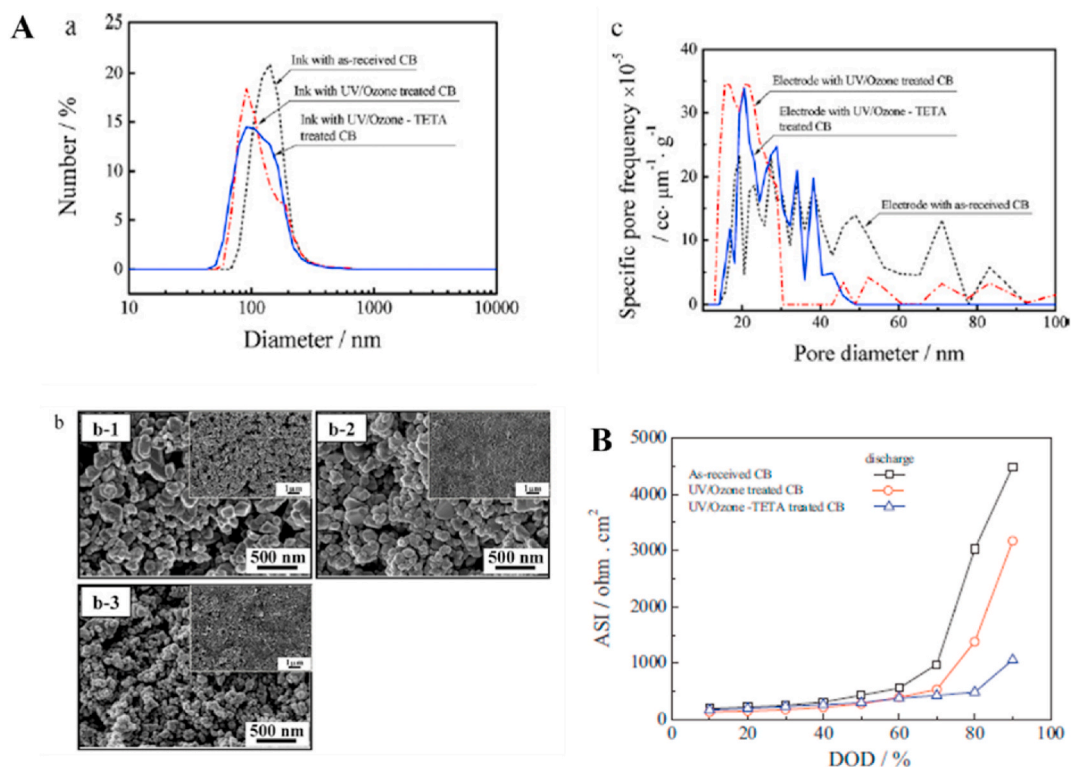 A
a
25
20
15
10
5
0
Number / %
Ink with as-received CB
Ink with UV/Ozone treated CB
Ink with UV/Ozone - TETA
treated CB
10 100 1000 10000
Diameter / nm
c
40
30
20
10
0
Specific pore frequency ×10⁻⁵
/ cc· μm⁻¹· g⁻¹
Electrode with UV/Ozone treated CB
Electrode with UV/Ozone - TETA
treated CB
Electrode with as-received CB
20 40 60 80 100
Pore diameter / nm
b
b-1
1μm
500 nm
b-2
1μm
500 nm
b-3
1μm
500 nm
B
5000
4000
3000
2000
1000
0
ASI / ohm . cm²
discharge
As-received CB
UV/Ozone treated CB
UV/Ozone -TETA treated CB
0 20 40 60 80 100
DOD / %